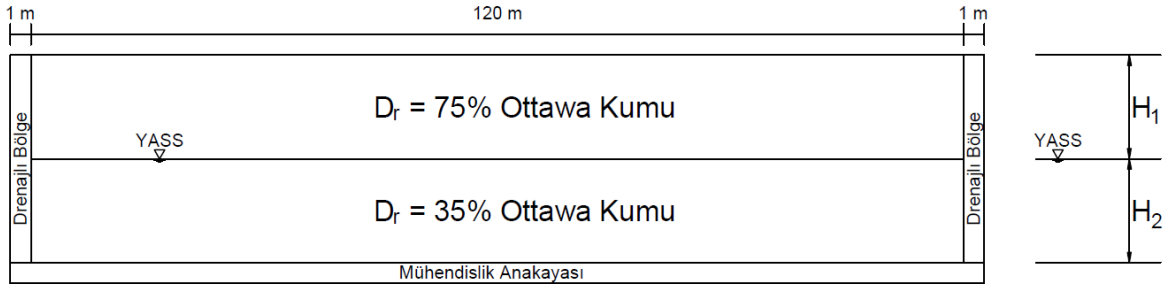 1 m
120 m
1 m
Drenajlı Bölge
Dᵣ = 75% Ottawa Kumu
YASS
Dᵣ = 35% Ottawa Kumu
Drenajlı Bölge
YASS
H₁
H₂
Mühendislik Anakayası